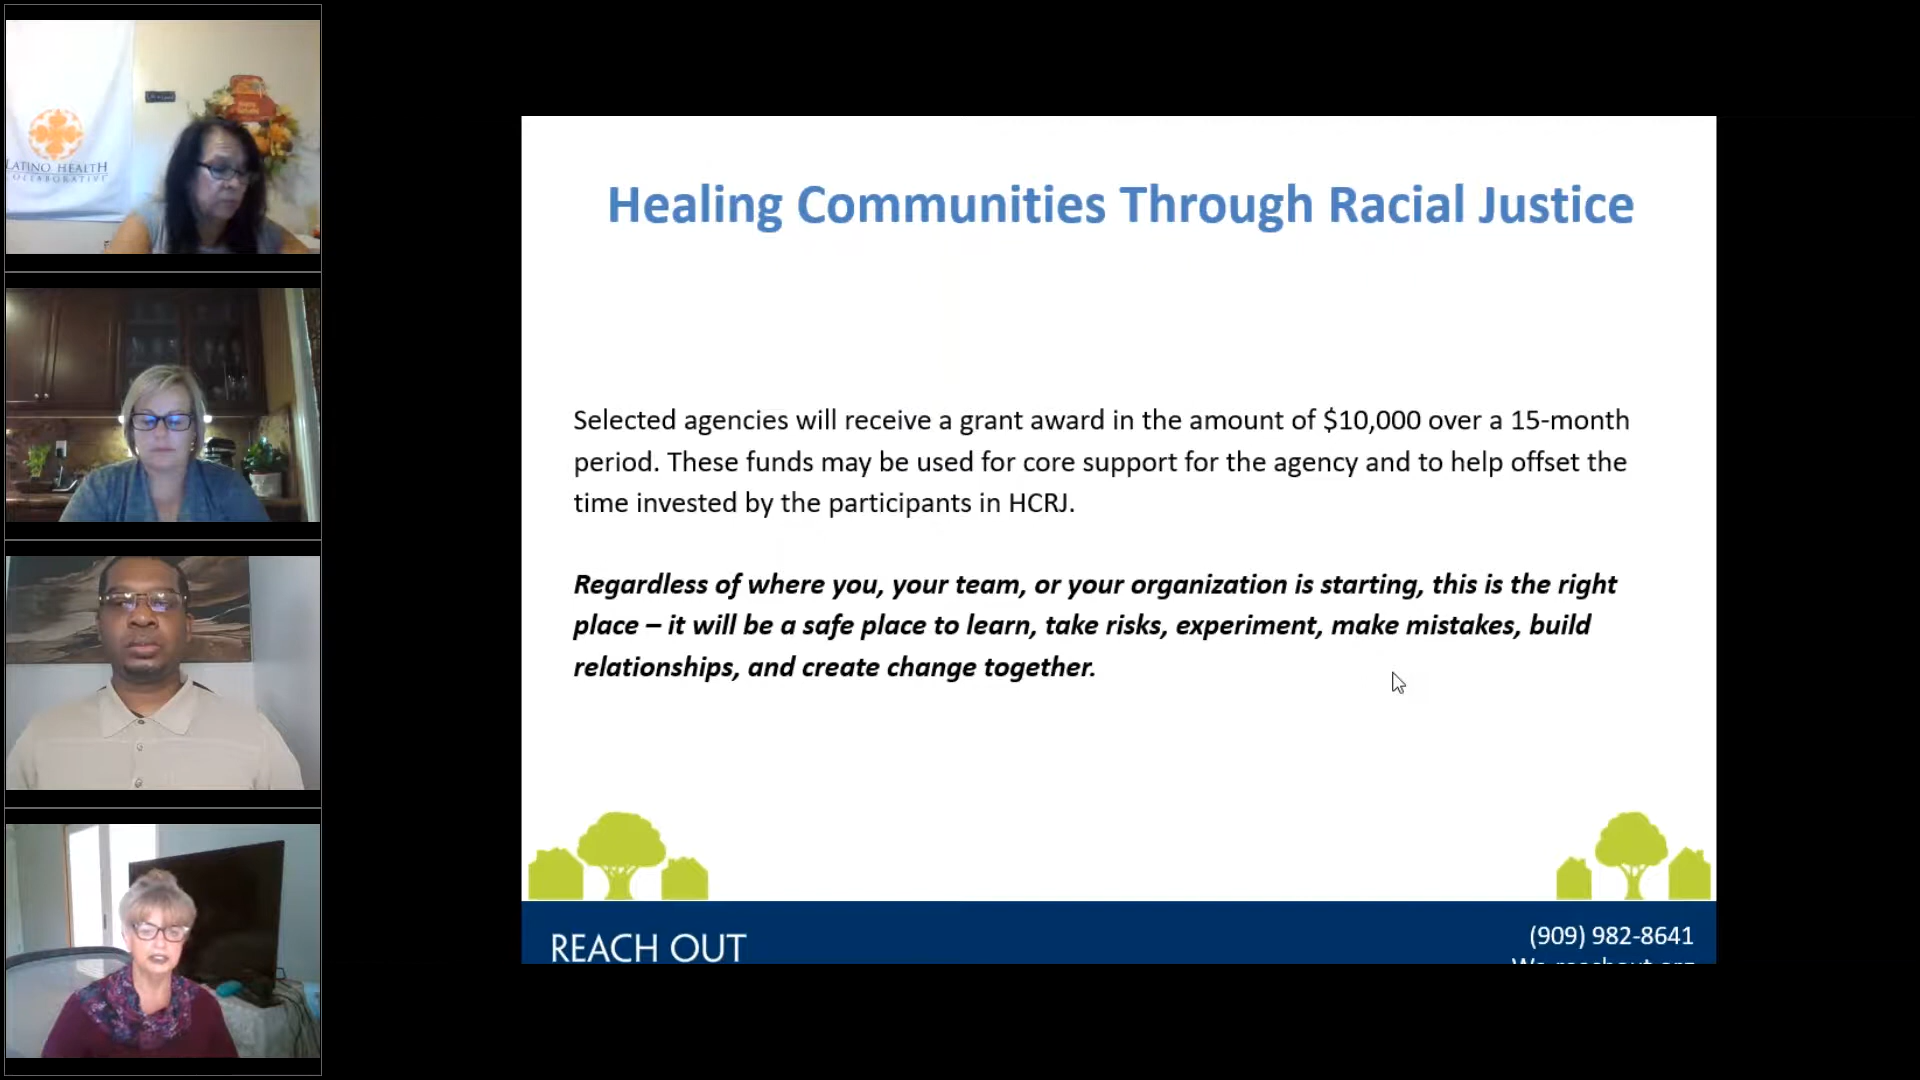 LATINO HEALTH
COLLABORATIVE
Healing Communities Through Racial Justice
Selected agencies will receive a grant award in the amount of $10,000 over a 15-month
period. These funds may be used for core support for the agency and to help offset the
time invested by the participants in HCRJ.
Regardless of where you, your team, or your organization is starting, this is the right
place – it will be a safe place to learn, take risks, experiment, make mistakes, build
relationships, and create change together.
REACH OUT
(909) 982-8641